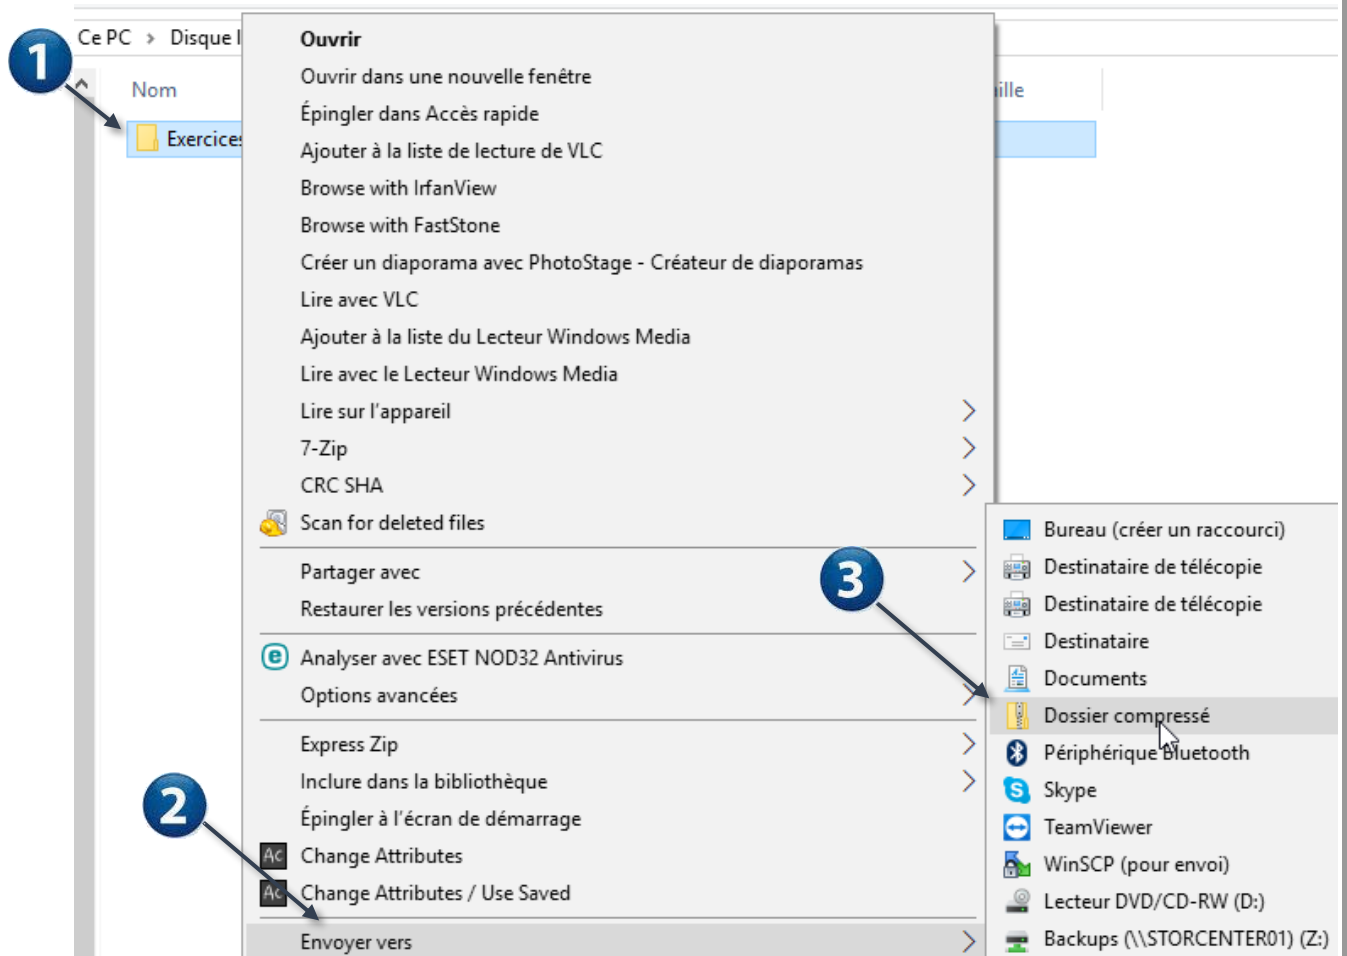 Ce PC > Disque
Nom
ille
Exercices
Ouvrir
Ouvrir dans une nouvelle fenêtre
Épingler dans Accès rapide
Ajouter à la liste de lecture de VLC
Browse with IrfanView
Browse with FastStone
Créer un diaporama avec PhotoStage - Créateur de diaporamas
Lire avec VLC
Ajouter à la liste du Lecteur Windows Media
Lire avec le Lecteur Windows Media
Lire sur l'appareil
7-Zip
CRC SHA
Scan for deleted files
Partager avec
Restaurer les versions précédentes
Analyser avec ESET NOD32 Antivirus
Options avancées
Express Zip
Inclure dans la bibliothèque
Épingler à l'écran de démarrage
Change Attributes
Change Attributes / Use Saved
Envoyer vers
Bureau (créer un raccourci)
Destinataire de télécopie
Destinataire de télécopie
Destinataire
Documents
Dossier compressé
Périphérique Bluetooth
Skype
TeamViewer
WinSCP (pour envoi)
Lecteur DVD/CD-RW (D:)
Backups (\\STORCENTER01) (Z:)
1
2
3